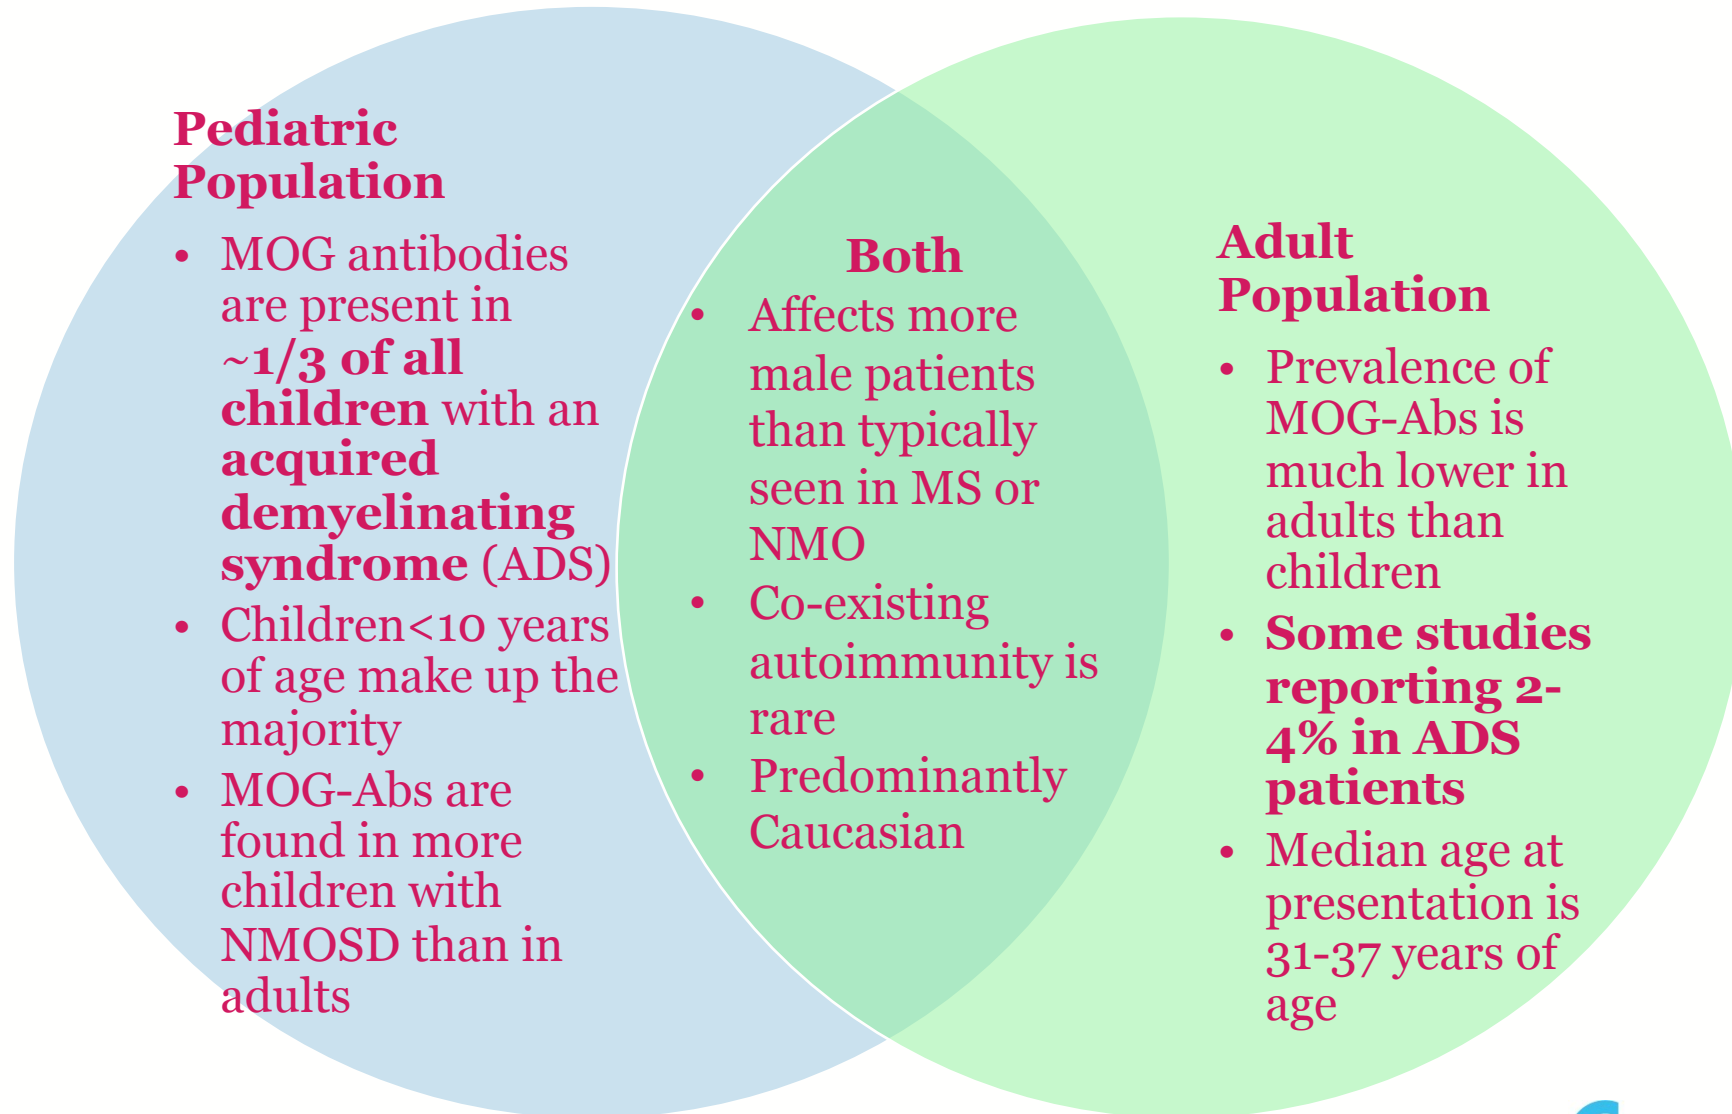 Pediatric
Population
• MOG antibodies
are present in
~1/3 of all
children with an
acquired
demyelinating
syndrome (ADS)
• Children<10 years
of age make up the
majority
• MOG-Abs are
found in more
children with
NMOSD than in
adults
Both
• Affects more
male patients
than typically
seen in MS or
NMO
• Co-existing
autoimmunity is
rare
• Predominantly
Caucasian
Adult
Population
• Prevalence of
MOG-Abs is
much lower in
adults than
children
• Some studies
reporting 2-
4% in ADS
patients
• Median age at
presentation is
31-37 years of
age